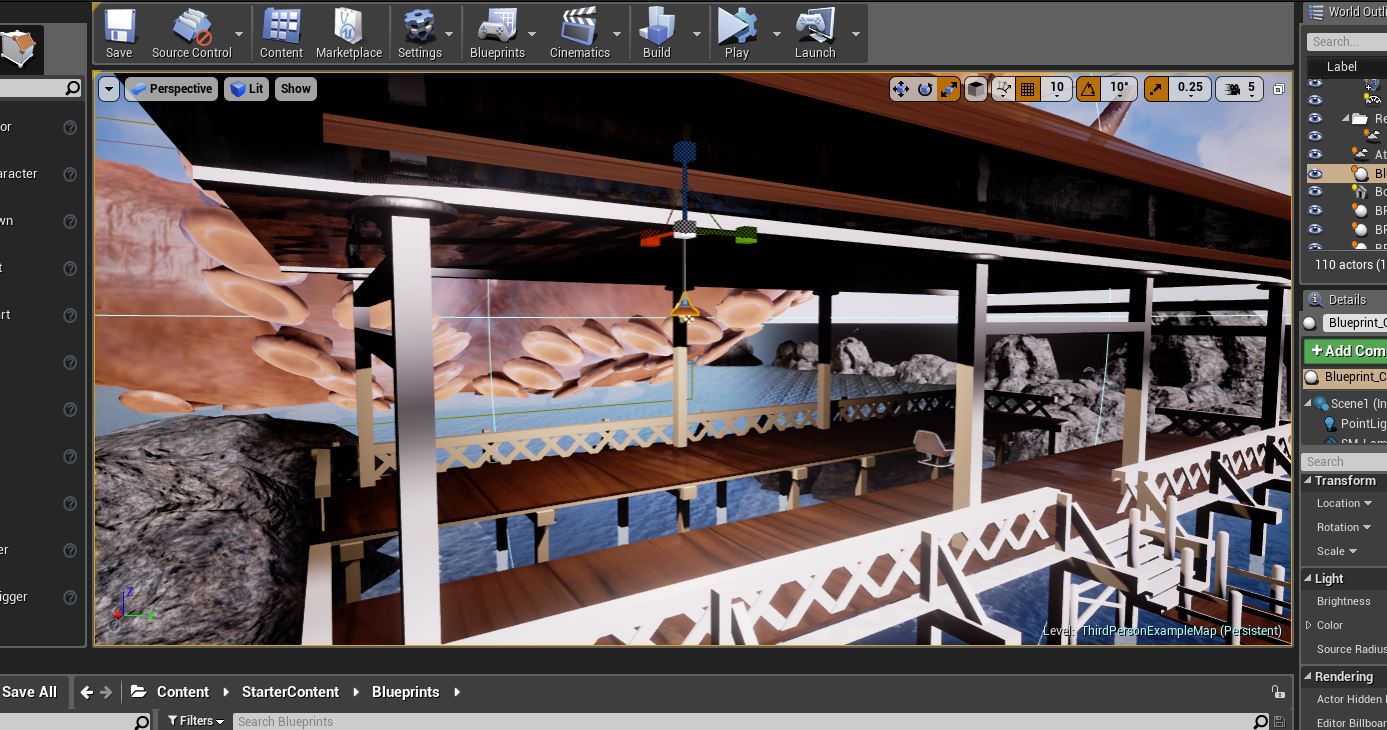 Save
Source Control
Content
Marketplace
Settings
Blueprints
Cinematics
Build
Play
Launch
World Outli
Search...
Label
Perspective
Lit
Show
10
10°
0.25
5
or
aracter
wn
t
rt
er
igger
Re
At
Bl
Bo
BP
BP
110 actors (1
Details
Blueprint_C
+Add Com
Blueprint_C
Scene1 (In
PointLig
Search
Transform
Location
Rotation
Scale
Light
Brightness
Color
Source Radius
Rendering
Actor Hidden
Editor Billboar
Z
Level: ThirdPersonExampleMap (Persistent)
Save All
Content
StarterContent
Blueprints
Filters
Search Blueprints